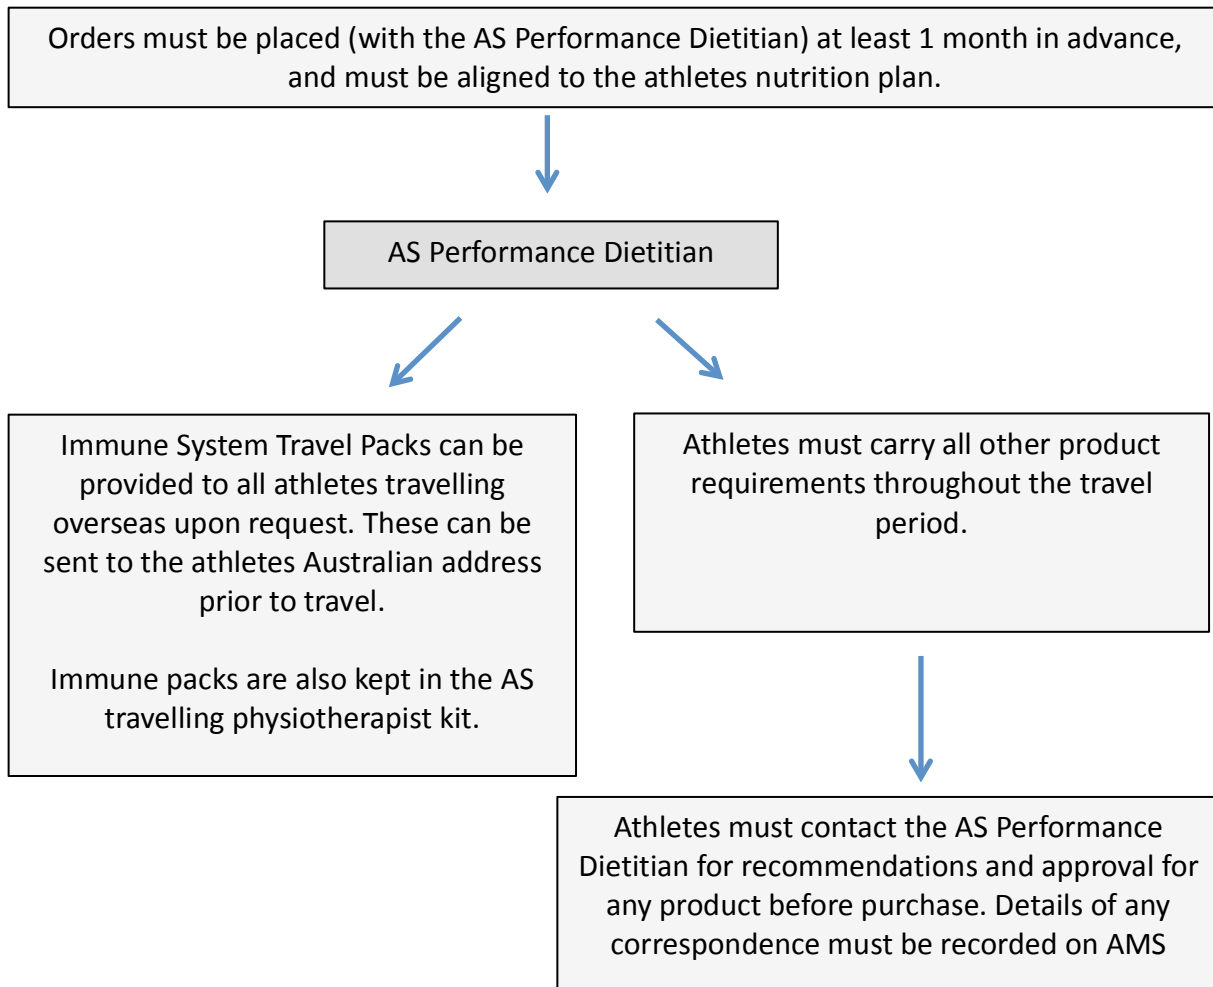 Orders must be placed (with the AS Performance Dietitian) at least 1 month in advance,
and must be aligned to the athletes nutrition plan.
AS Performance Dietitian
Immune System Travel Packs can be
provided to all athletes travelling
overseas upon request. These can be
sent to the athletes Australian address
prior to travel.
Immune packs are also kept in the AS
travelling physiotherapist kit.
Athletes must carry all other product
requirements throughout the travel
period.
Athletes must contact the AS Performance
Dietitian for recommendations and approval for
any product before purchase. Details of any
correspondence must be recorded on AMS